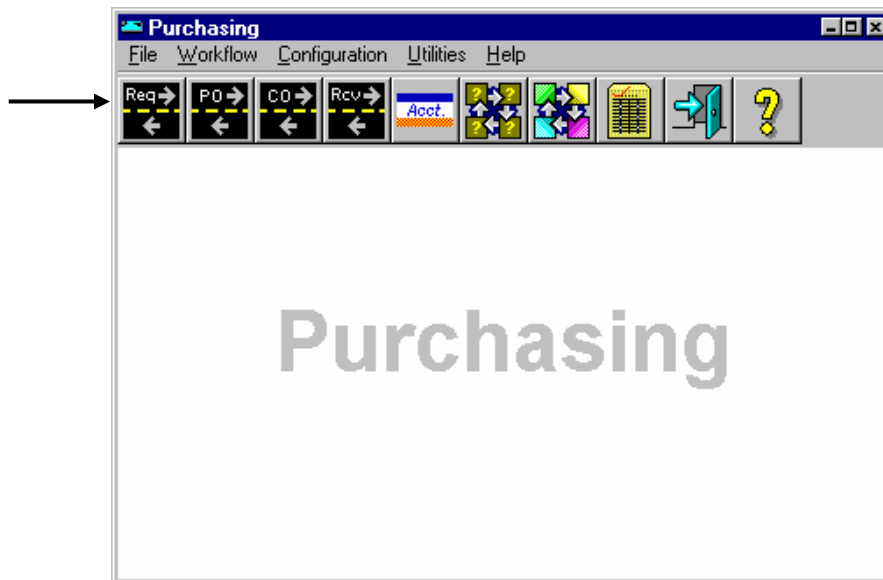 Purchasing
File Workflow Configuration Utilities Help
Req PO CO Rcv Acct. ? ? ? ? ?
Purchasing